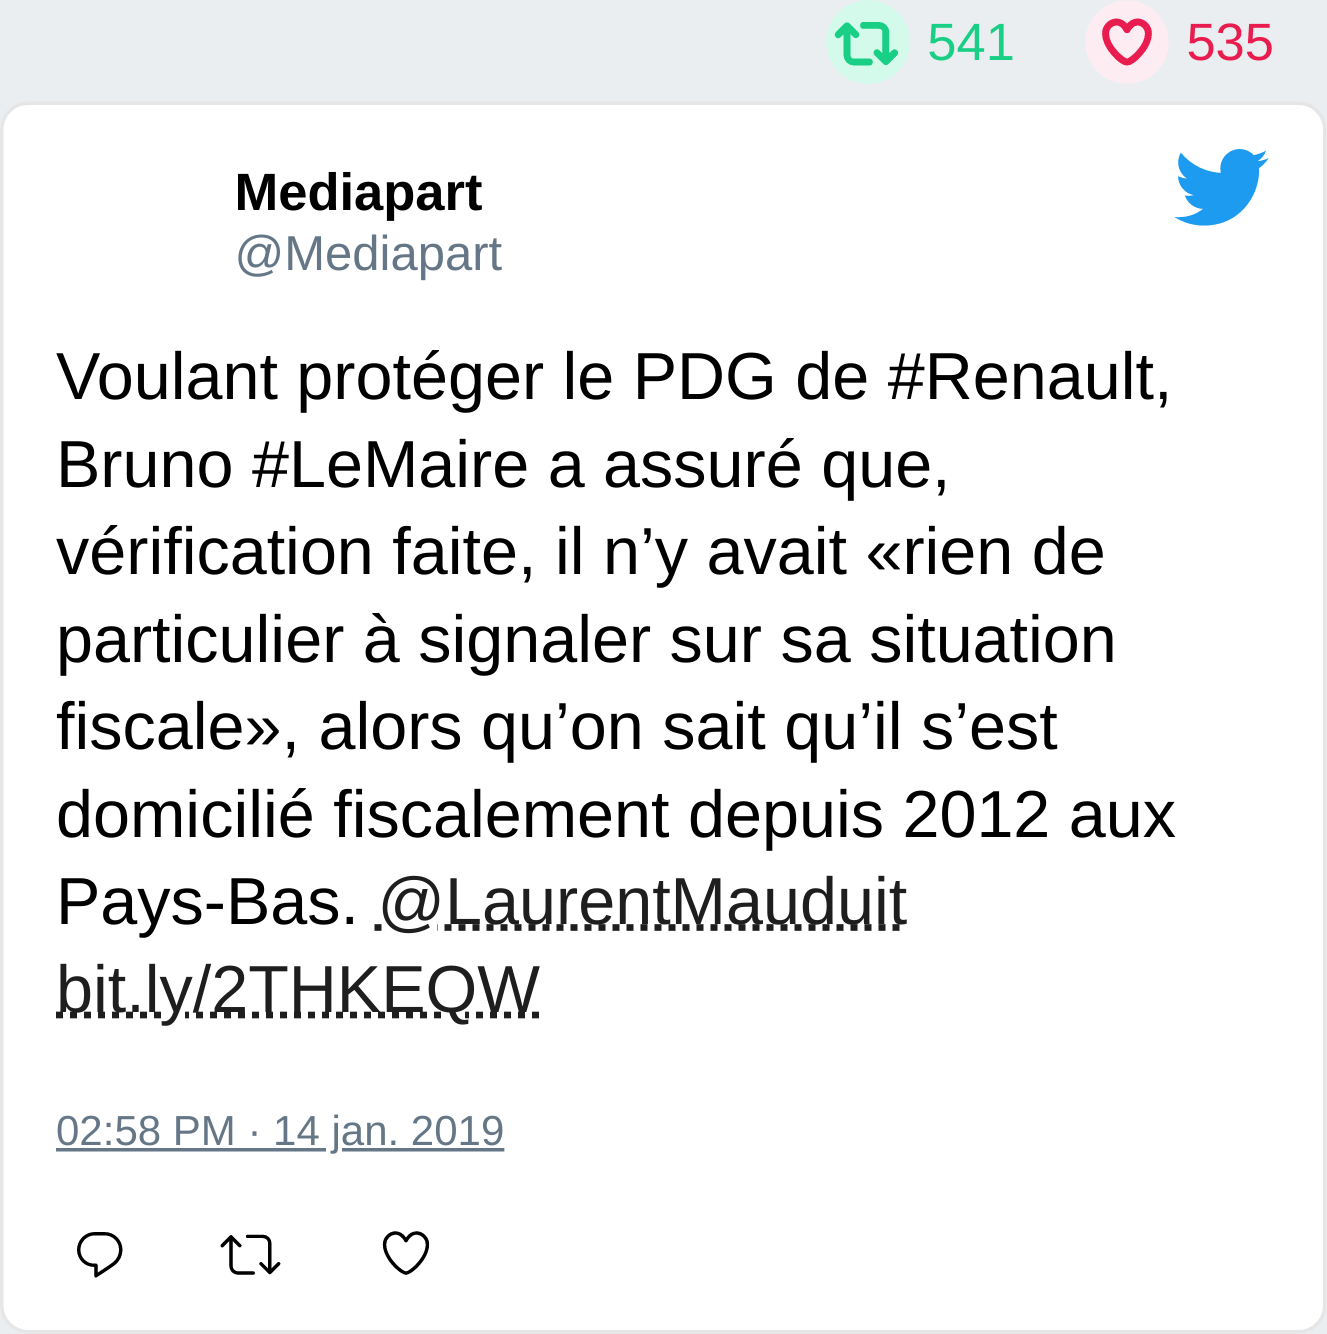 541 535
Mediapart
@Mediapart
Voulant protéger le PDG de #Renault,
Bruno #LeMaire a assuré que,
vérification faite, il n’y avait «rien de
particulier à signaler sur sa situation
fiscale», alors qu’on sait qu’il s’est
domicilié fiscalement depuis 2012 aux
Pays-Bas. @LaurentMauduit
bit.ly/2THKEQW
02:58 PM · 14 jan. 2019